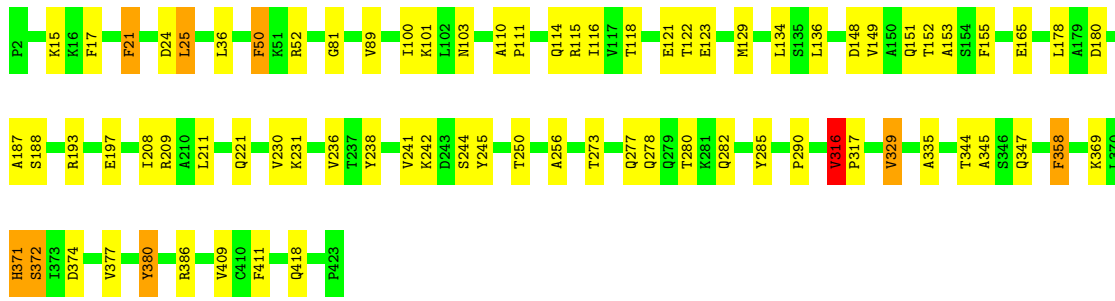 P2 K15 K16 F17 F21 D24 L25 L36 F50 K51 R52 G81 V89 I100 K101 L102 N103 A110 P111 Q114 R115 I116 V117 T118 E121 T122 E123 M129 L134 S135 L136 D148 V149 A150 Q151 T152 A153 S154 F155 E165 L178 A179 D180
A187 S188 R193 E197 I208 R209 A210 L211 Q221 V230 K231 V236 T237 Y238 V241 K242 D243 S244 Y245 T250 A256 T273 Q277 Q278 Q279 T280 K281 Q282 Y285 P290 V316 P317 V329 A335 T344 A345 S346 Q347 F358 K369 L370
H371 S372 I373 D374 V377 Y380 R386 V409 C410 F411 Q418 P423